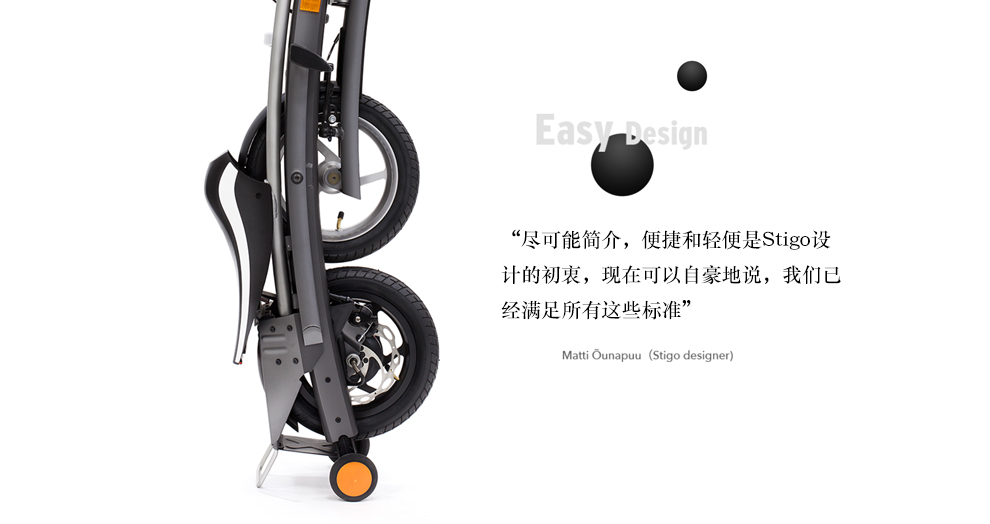 Easy Design
“尽可能简介，便捷和轻便是Stigo设
计的初衷，现在可以自豪地说，我们已
经满足所有这些标准”
Matti Õunapuu（Stigo designer)